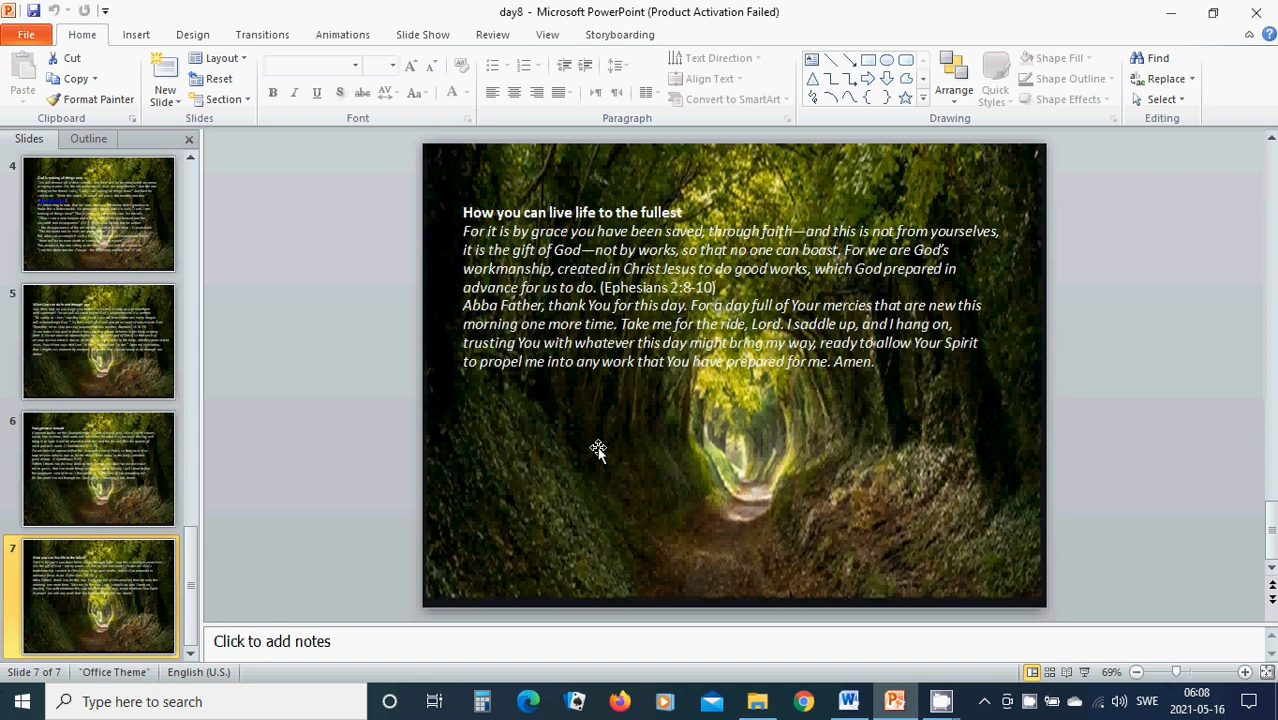 day8 - Microsoft PowerPoint (Product Activation Failed)
File Home Insert Design Transitions Animations Slide Show Review View Storyboarding
Paste
Cut
Copy
Format Painter
Clipboard
New
Slide
Layout
Reset
Section
Slides
B I U S abc AV Aa A
Font
Text Direction
Align Text
Convert to SmartArt
Paragraph
Arrange
Quick
Styles
Shape Fill
Shape Outline
Shape Effects
Drawing
Find
Replace
Select
Editing
Slides Outline
4
5
6
7
How you can live life to the fullest
For it is by grace you have been saved, through faith—and this is not from yourselves,
it is the gift of God—not by works, so that no one can boast. For we are God's
workmanship, created in Christ Jesus to do good works, which God prepared in
advance for us to do. (Ephesians 2:8-10)
Abba Father, thank You for this day. For a day full of Your mercies that are new this
morning one more time. Take me for the ride, Lord. I saddle up, and I hang on,
trusting You with whatever this day might bring my way, ready to allow Your Spirit
to propel me into any work that You have prepared for me. Amen.
Click to add notes
Slide 7 of 7 "Office Theme" English (U.S.) 69%
Type here to search
SWE
06:08
2021-05-16